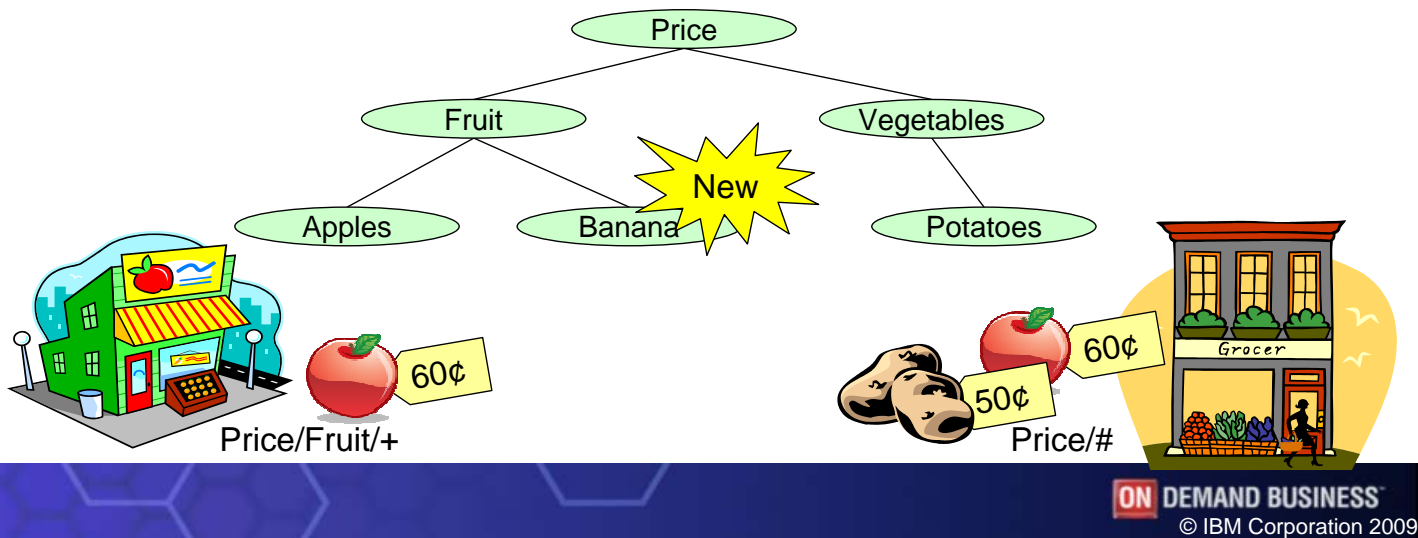 Price
Fruit
Vegetables
New
Apples
Banana
Potatoes
60¢
60¢
50¢
Grocer
Price/Fruit/+
Price/#
ON DEMAND BUSINESS™
© IBM Corporation 2009